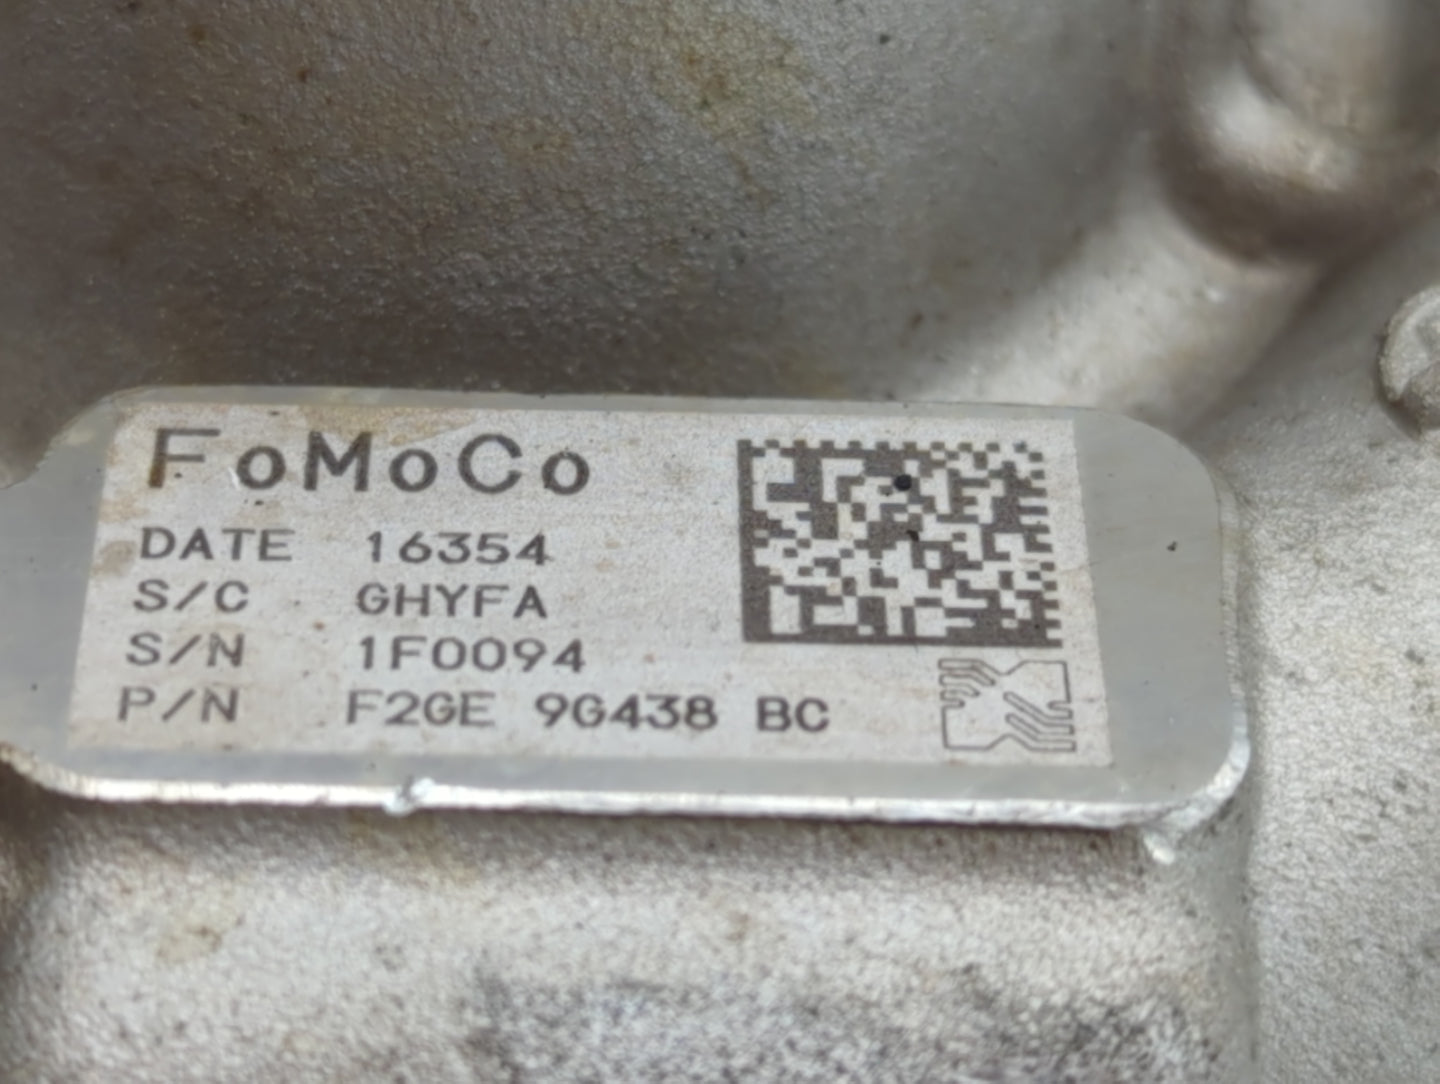 FoMoCo
DATE 16354
S/C GHYFA
S/N 1F0094
P/N F2GE 9G438 BC